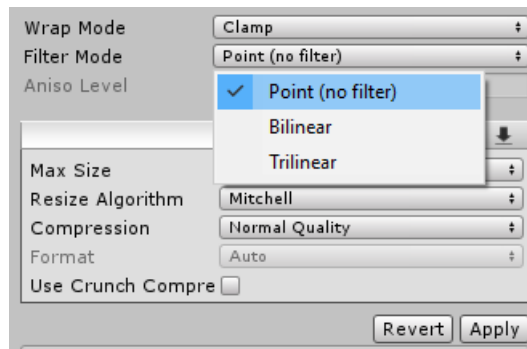 Wrap Mode Clamp
Filter Mode Point (no filter)
Aniso Level
Point (no filter)
Bilinear
Trilinear
Max Size
Resize Algorithm Mitchell
Compression Normal Quality
Format Auto
Use Crunch Compre
Revert Apply